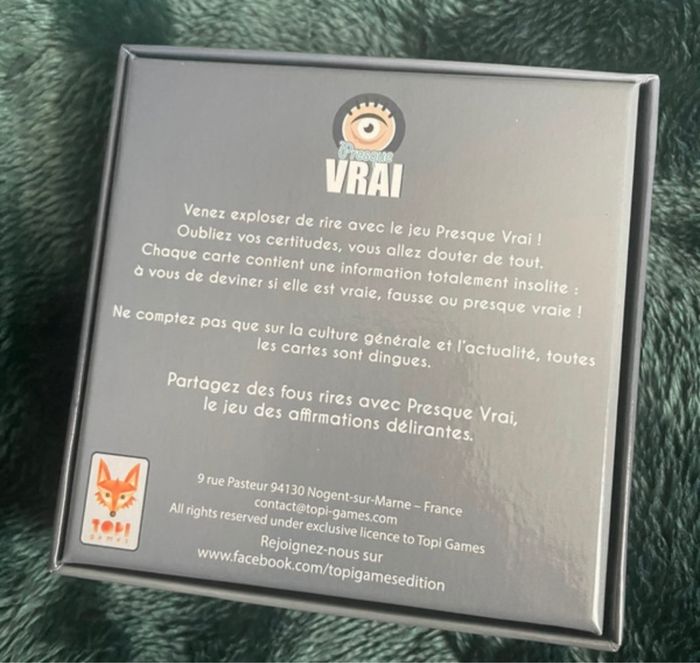 Presque
VRAI
Venez exploser de rire avec le jeu Presque Vrai !
Oubliez vos certitudes, vous allez douter de tout.
Chaque carte contient une information totalement insolite :
à vous de deviner si elle est vraie, fausse ou presque vraie !
Ne comptez pas que sur la culture générale et l'actualité, toutes
les cartes sont dingues.
Partagez des fous rires avec Presque Vrai,
le jeu des affirmations délirantes.
TOPI
games
9 rue Pasteur 94130 Nogent-sur-Marne – France
contact@topi-games.com
All rights reserved under exclusive licence to Topi Games
Rejoignez-nous sur
www.facebook.com/topigamesedition